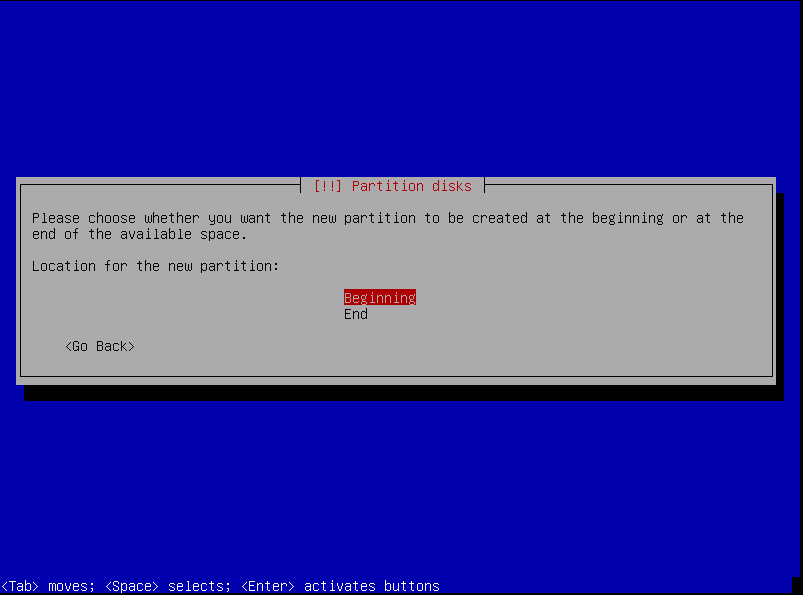 [!!] Partition disks
Please choose whether you want the new partition to be created at the beginning or at the
end of the available space.
Location for the new partition:
Beginning
End
<Go Back>
<Tab> moves; <Space> selects; <Enter> activates buttons